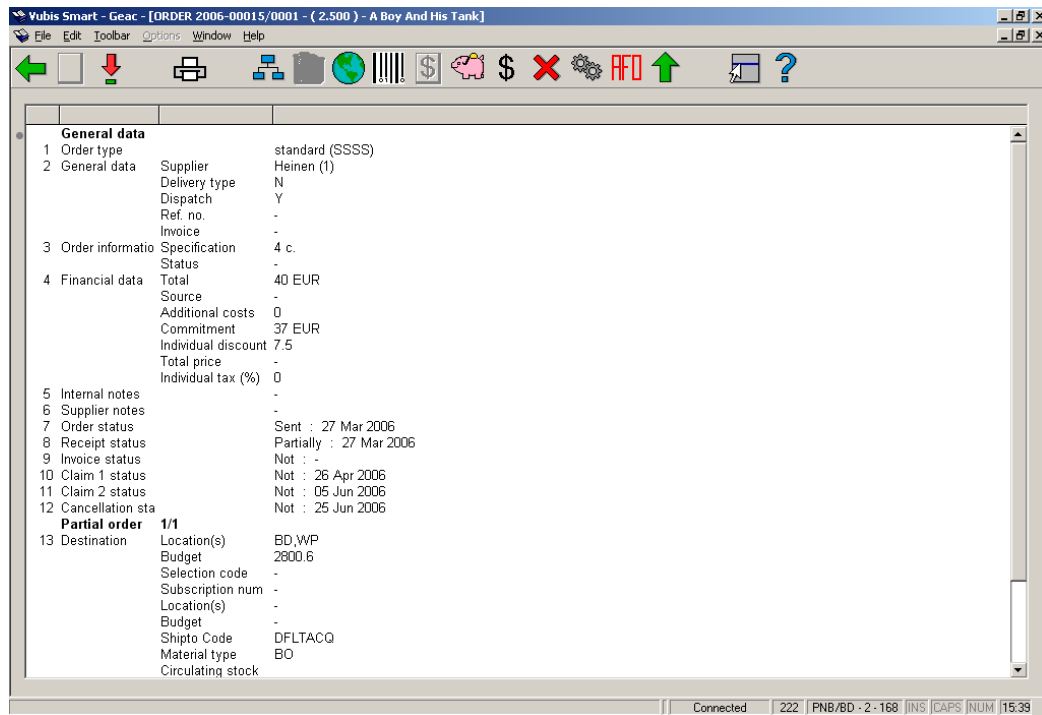 Vubis Smart - Geac - [ORDER 2006-00015/0001 - ( 2.500 ) - A Boy And His Tank]
File Edit Toolbar Options Window Help
$ $ AFO ?
General data
1 Order type standard (SSSS)
2 General data Supplier Heinen (1)
Delivery type N
Dispatch Y
Ref. no. -
Invoice -
3 Order informatio Specification 4 c.
Status -
4 Financial data Total 40 EUR
Source -
Additional costs 0
Commitment 37 EUR
Individual discount 7.5
Total price -
Individual tax (%) 0
5 Internal notes -
6 Supplier notes -
7 Order status Sent : 27 Mar 2006
8 Receipt status Partially : 27 Mar 2006
9 Invoice status Not : -
10 Claim 1 status Not : 26 Apr 2006
11 Claim 2 status Not : 05 Jun 2006
12 Cancellation sta Not : 25 Jun 2006
Partial order 1/1
13 Destination Location(s) BD,WP
Budget 2800.6
Selection code -
Subscription num -
Location(s) -
Budget -
Shipto Code DFLTACQ
Material type BO
Circulating stock
Connected 222 PNB/BD - 2 - 168 INS CAPS NUM 15:39